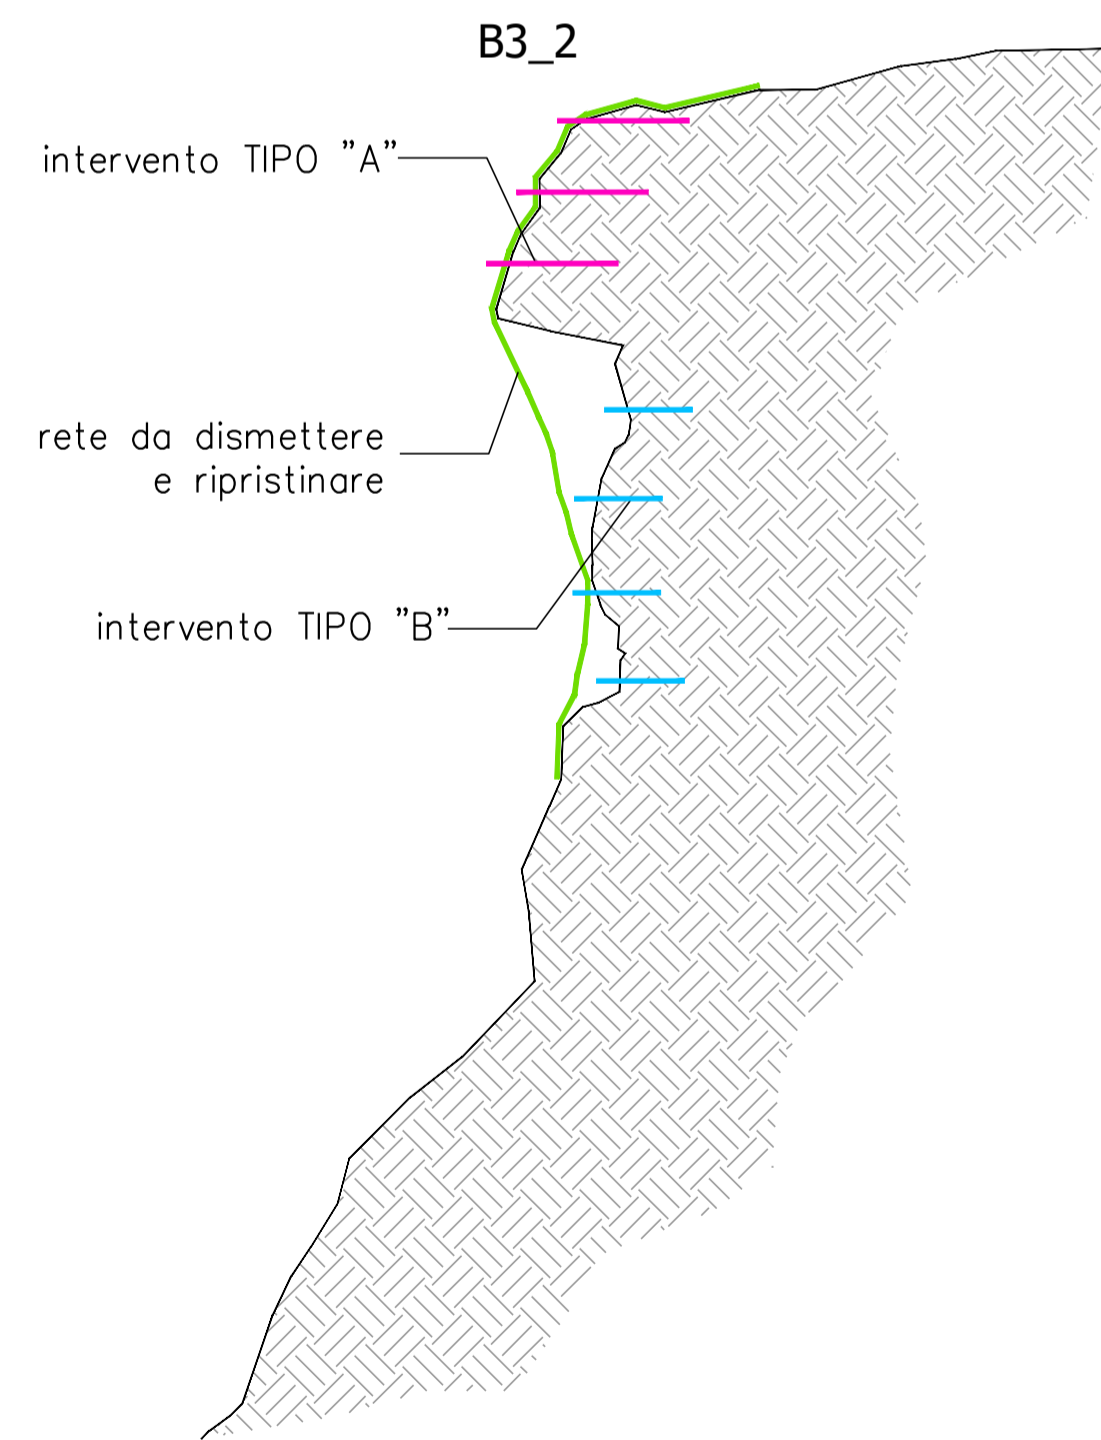 B3_2
intervento TIPO "A"
rete da dismettere
e ripristinare
intervento TIPO "B"